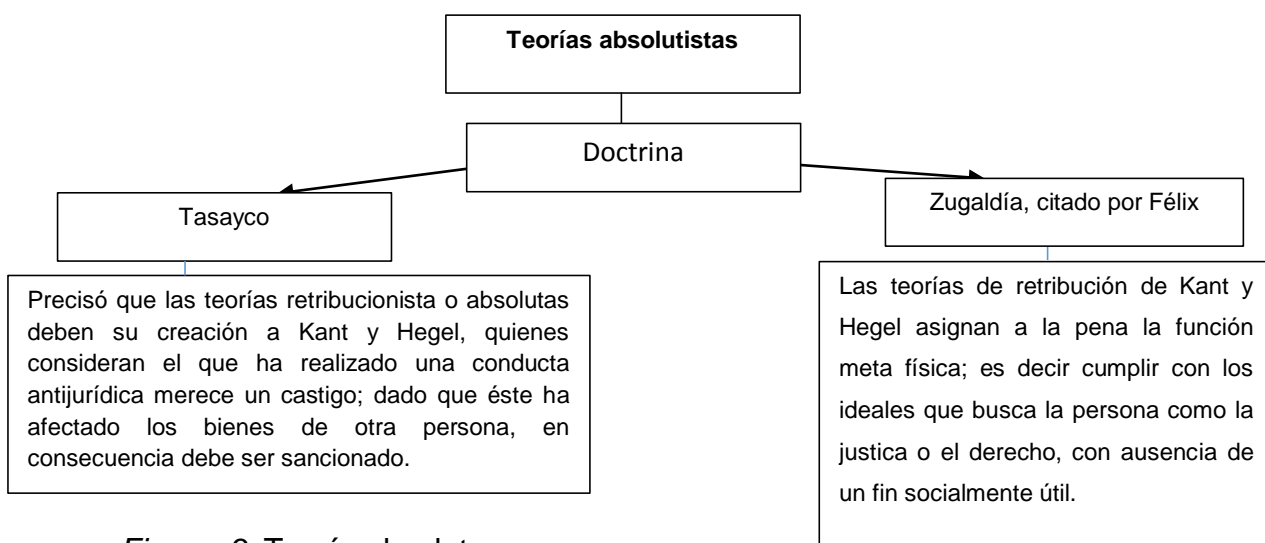 Teorías absolutistas
Doctrina
Tasayco
Zugaldía, citado por Félix
Precisó que las teorías retribucionista o absolutas
deben su creación a Kant y Hegel, quienes
consideran el que ha realizado una conducta
antijurídica merece un castigo; dado que éste ha
afectado los bienes de otra persona, en
consecuencia debe ser sancionado.
Las teorías de retribución de Kant y
Hegel asignan a la pena la función
meta física; es decir cumplir con los
ideales que busca la persona como la
justica o el derecho, con ausencia de
un fin socialmente útil.